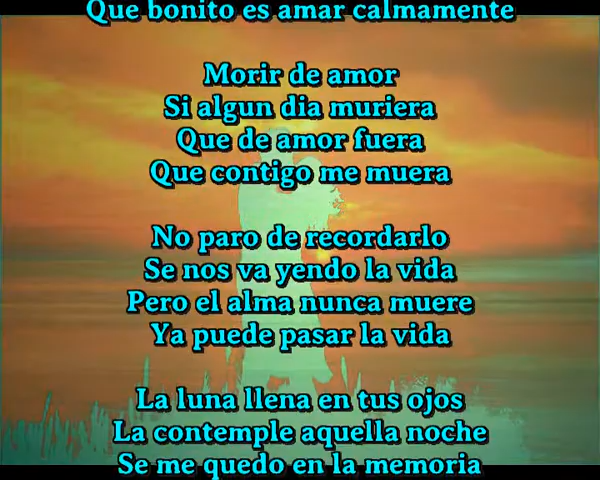 Que bonito es amar calmamente
Morir de amor
Si algun dia muriera
Que de amor fuera
Que contigo me muera
No paro de recordarlo
Se nos va yendo la vida
Pero el alma nunca muere
Ya puede pasar la vida
La luna llena en tus ojos
La contemple aquella noche
Se me quedo en la memoria